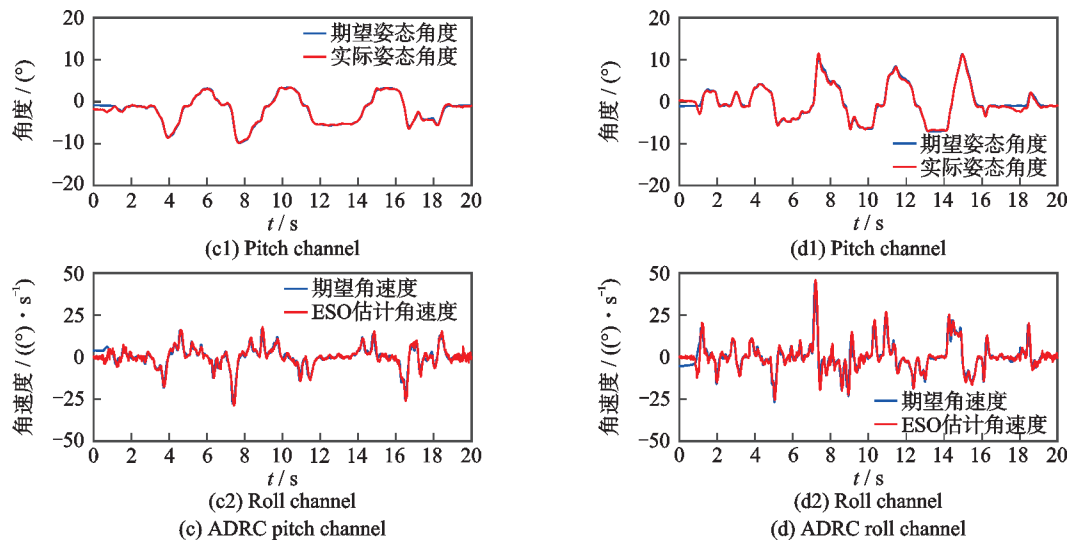 20
10
0
−10
−20
角度 / (°)
期望姿态角度
实际姿态角度
0 2 4 6 8 10 12 14 16 18 20
t / s
(c1) Pitch channel
20
10
0
−10
−20
角度 / (°)
期望姿态角度
实际姿态角度
0 2 4 6 8 10 12 14 16 18 20
t / s
(d1) Pitch channel
50
25
0
−25
−50
角速度 / ((°)・s⁻¹)
期望角速度
ESO估计角速度
0 2 4 6 8 10 12 14 16 18 20
t / s
(c2) Roll channel
(c) ADRC pitch channel
50
25
0
−25
−50
角速度 / ((°)・s⁻¹)
期望角速度
ESO估计角速度
0 2 4 6 8 10 12 14 16 18 20
t / s
(d2) Roll channel
(d) ADRC roll channel